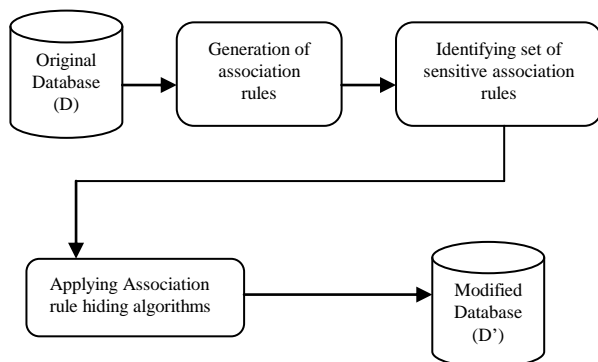 Original
Database
(D)
Generation of
association
rules
Identifying set of
sensitive association
rules
Applying Association
rule hiding algorithms
Modified
Database
(D’)